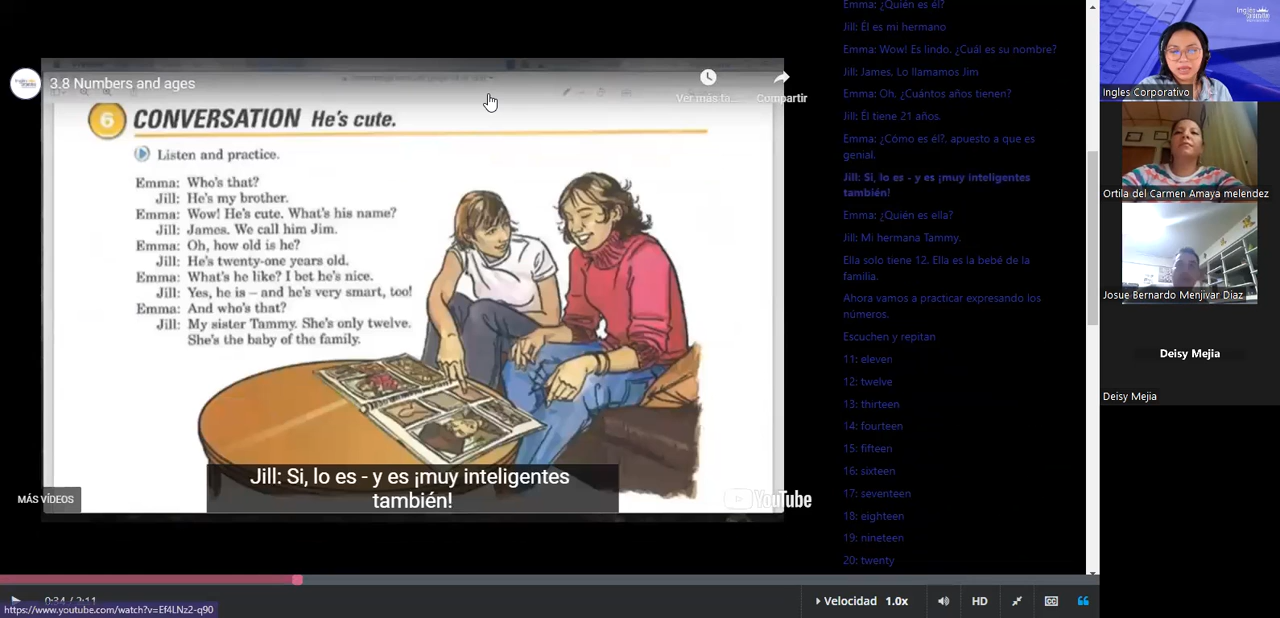 3.8 Numbers and ages
Ver más ta...
Compartir
6 CONVERSATION He's cute.
Listen and practice.
Emma: Who's that?
Jill: He's my brother.
Emma: Wow! He's cute. What's his name?
Jill: James. We call him Jim.
Emma: Oh, how old is he?
Jill: He's twenty-one years old.
Emma: What's he like? I bet he's nice.
Jill: Yes, he is – and he's very smart, too!
Emma: And who's that?
Jill: My sister Tammy. She's only twelve.
She's the baby of the family.
Jill: Si, lo es - y es ¡muy inteligentes
también!
MÁS VÍDEOS
YouTube
0:34 / 2:11
https://www.youtube.com/watch?v=Ef4LNz2-q90
Velocidad 1.0x
HD
CC
Emma: ¿Quién es él?
Jill: Él es mi hermano
Emma: Wow! Es lindo. ¿Cuál es su nombre?
Jill: James. Lo llamamos Jim
Emma: Oh. ¿Cuántos años tienen?
Jill: Él tiene 21 años.
Emma: ¿Cómo es él?. apuesto a que es
genial.
Jill: Si, lo es - y es ¡muy inteligentes
también!
Emma: ¿Quién es ella?
Jill: Mi hermana Tammy.
Ella solo tiene 12. Ella es la bebé de la
familia.
Ahora vamos a practicar expresando los
números.
Escuchen y repitan
11: eleven
12: twelve
13: thirteen
14: fourteen
15: fifteen
16: sixteen
17: seventeen
18: eighteen
19: nineteen
20: twenty
Ingles Corporativo
Ortila del Carmen Amaya melendez
Josue Bernardo Menjivar Diaz
Deisy Mejia
Deisy Mejia